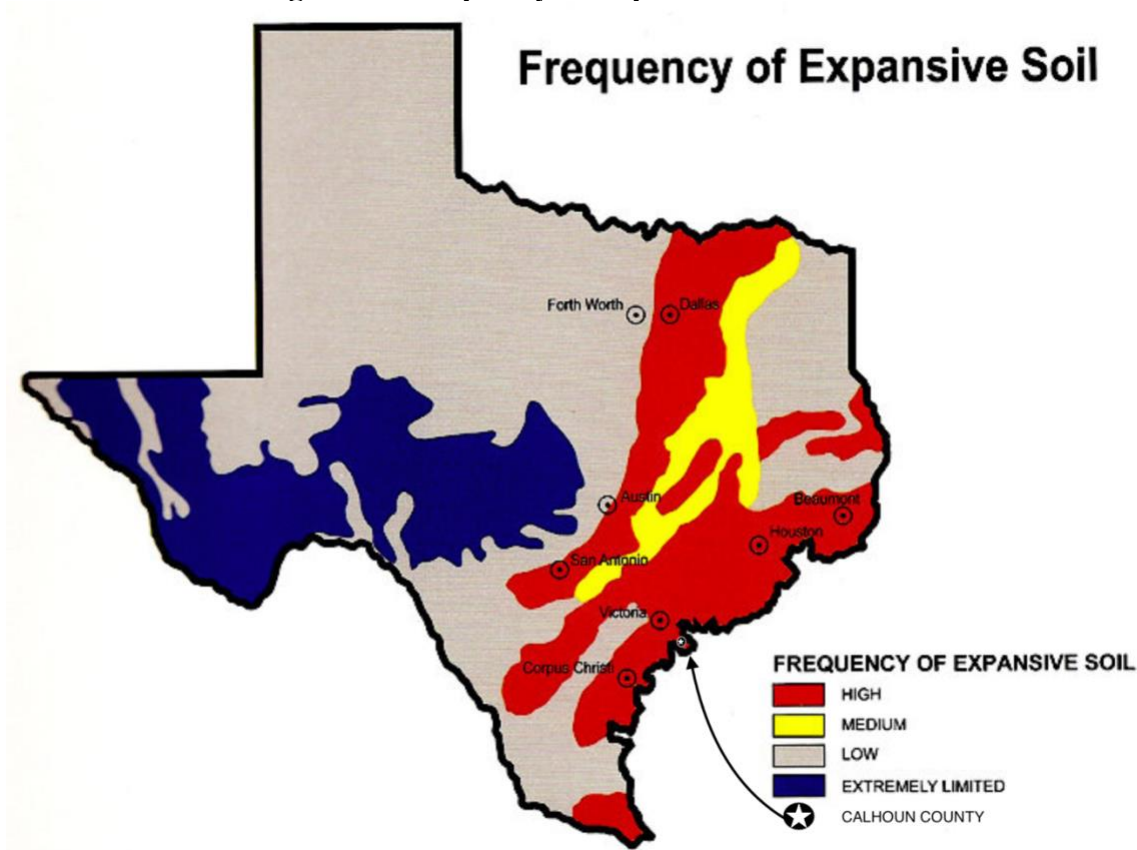 Frequency of Expansive Soil
Forth Worth
Dallas
Austin
Beaumont
Houston
San Antonio
Victoria
Corpus Christi
FREQUENCY OF EXPANSIVE SOIL
HIGH
MEDIUM
LOW
EXTREMELY LIMITED
CALHOUN COUNTY